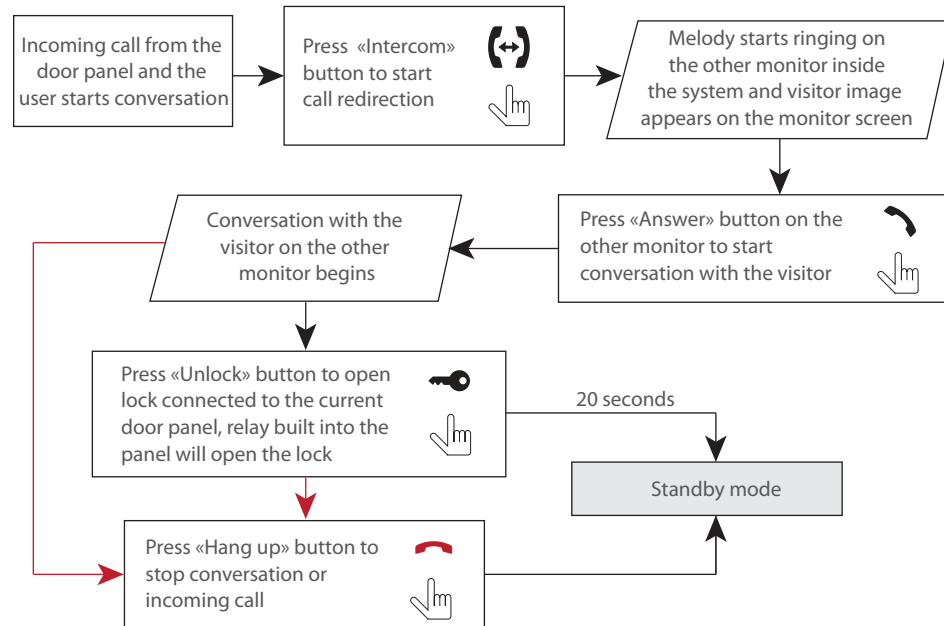 Incoming call from the
door panel and the
user starts conversation
Press «Intercom»
button to start
call redirection
Melody starts ringing on
the other monitor inside
the system and visitor image
appears on the monitor screen
Press «Answer» button on the
other monitor to start
conversation with the visitor
Conversation with the
visitor on the other
monitor begins
Press «Unlock» button to open
lock connected to the current
door panel, relay built into the
panel will open the lock
20 seconds
Standby mode
Press «Hang up» button to
stop conversation or
incoming call